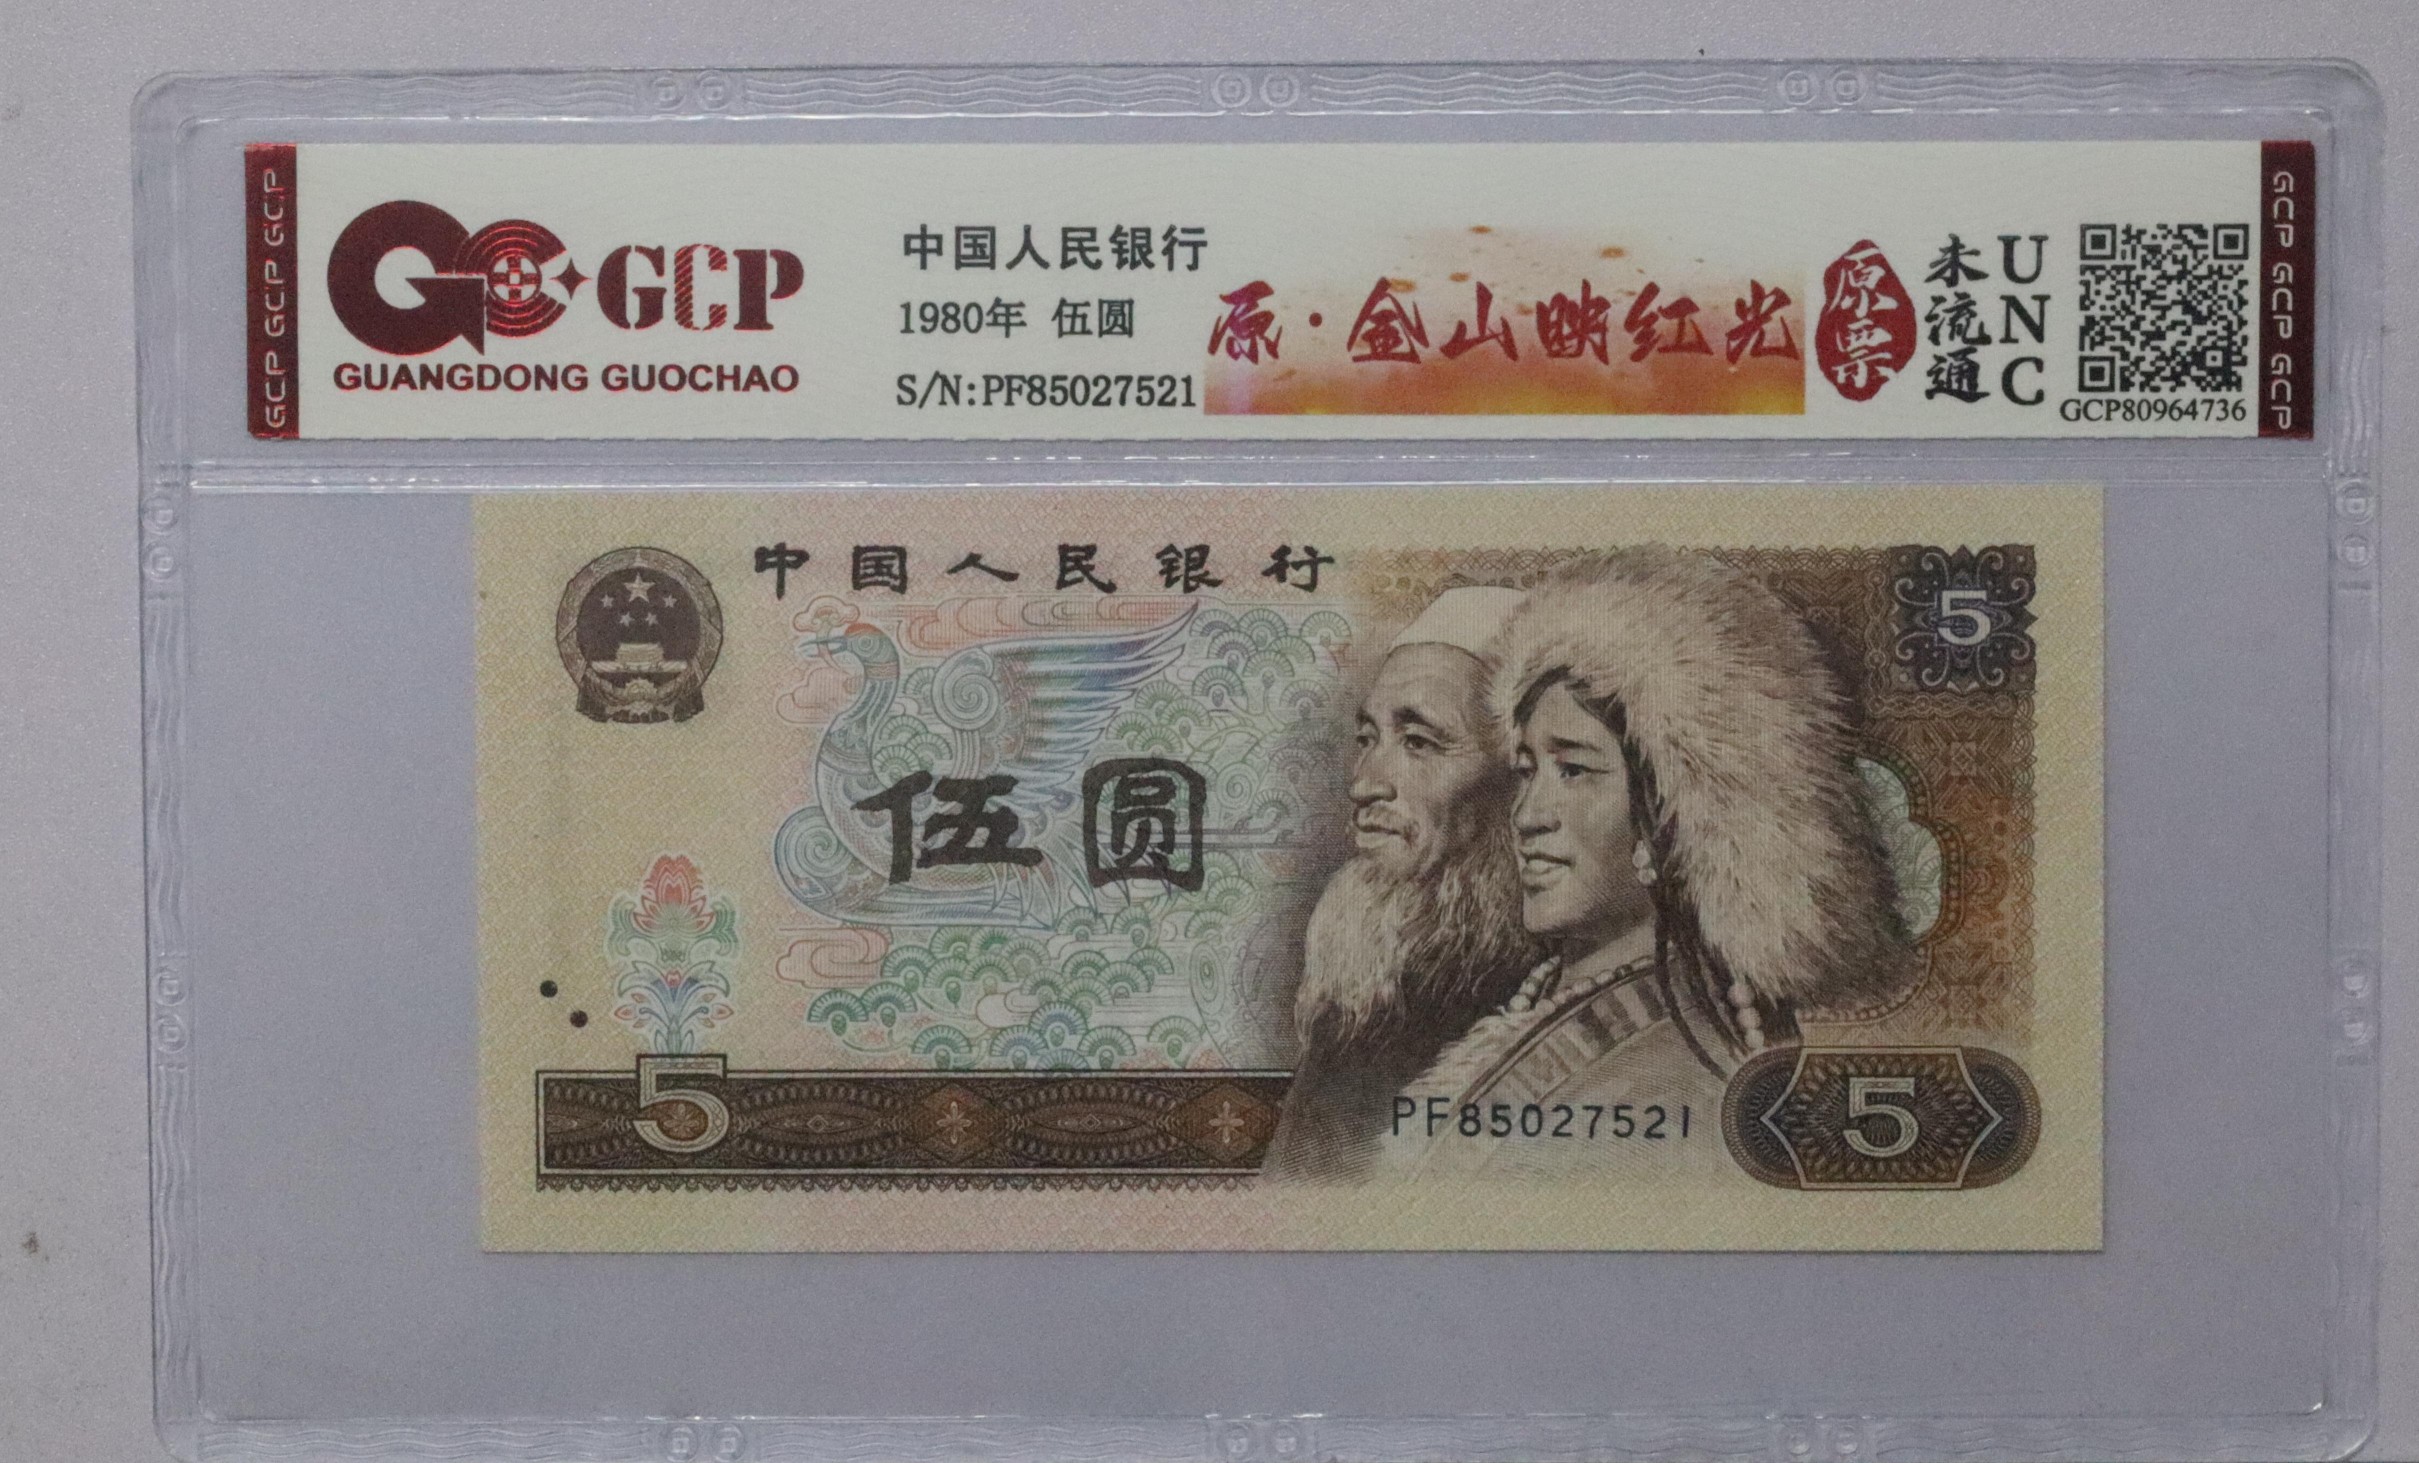 GCP GCP GCP
GCP
GUANGDONG GUOCHAO
中国人民银行
1980年 伍圆
S/N:PF85027521
原·金山映红光
原票
未流通
UNC
GCP80964736
GCP GCP GCP
中国人民银行
5
伍圆
5
PF85027521
5